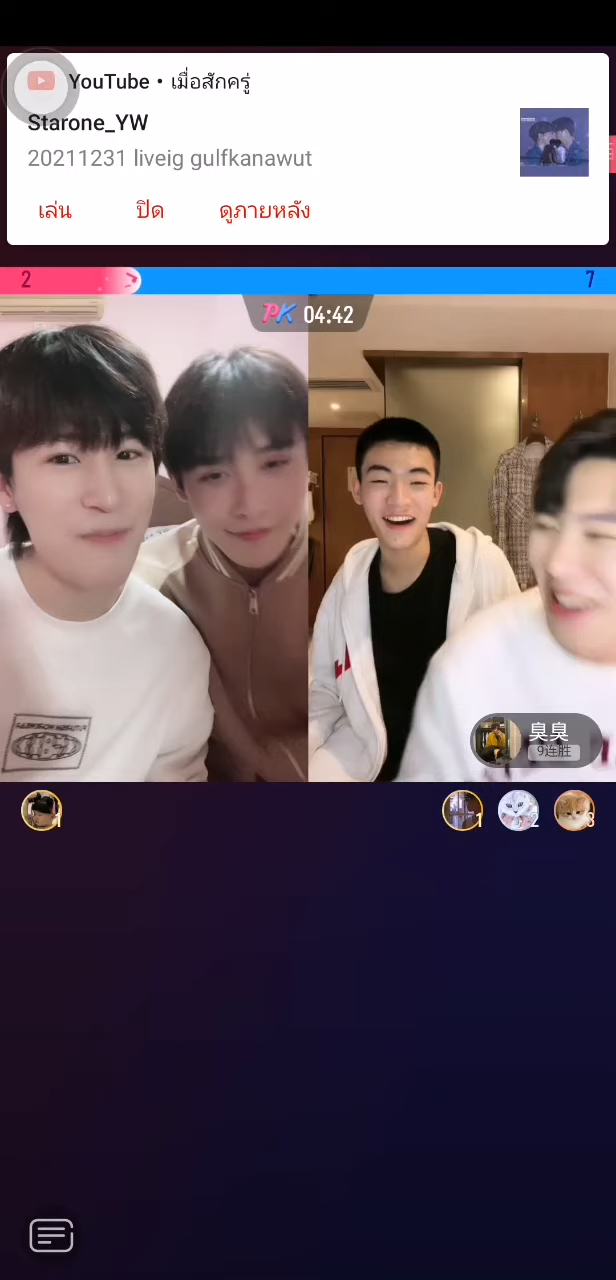 YouTube • เมื่อสักครู่
Starone_YW
20211231 liveig gulfkanawut
เล่น ปิด ดูภายหลัง
2 7
PK 04:42
臭臭
9连胜
1 1 2 3